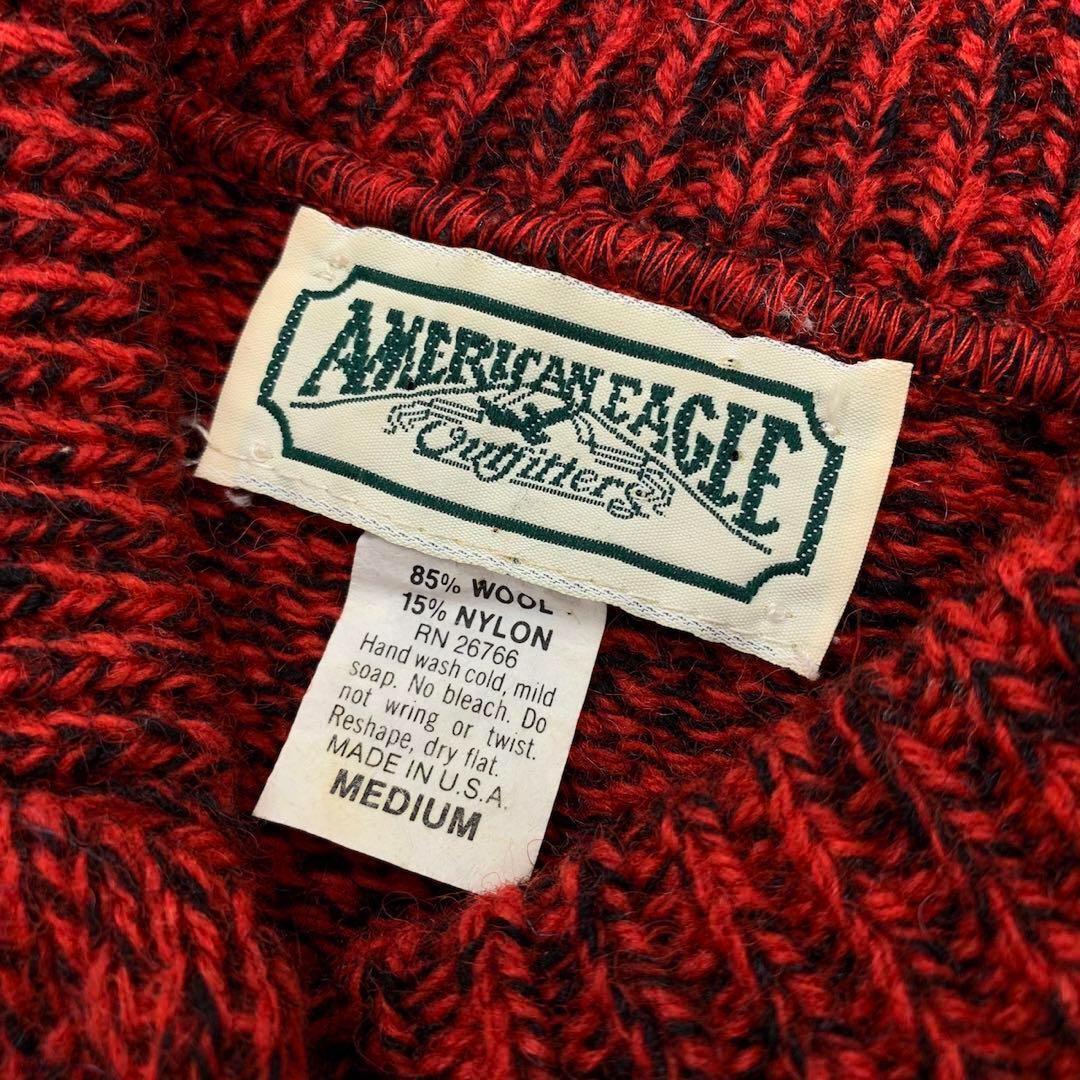 AMERICAN EAGLE
Outfitters
85% WOOL
15% NYLON
RN 26766
Hand wash cold, mild
soap. No bleach. Do
not wring or twist.
Reshape, dry flat.
MADE IN U.S.A.
MEDIUM